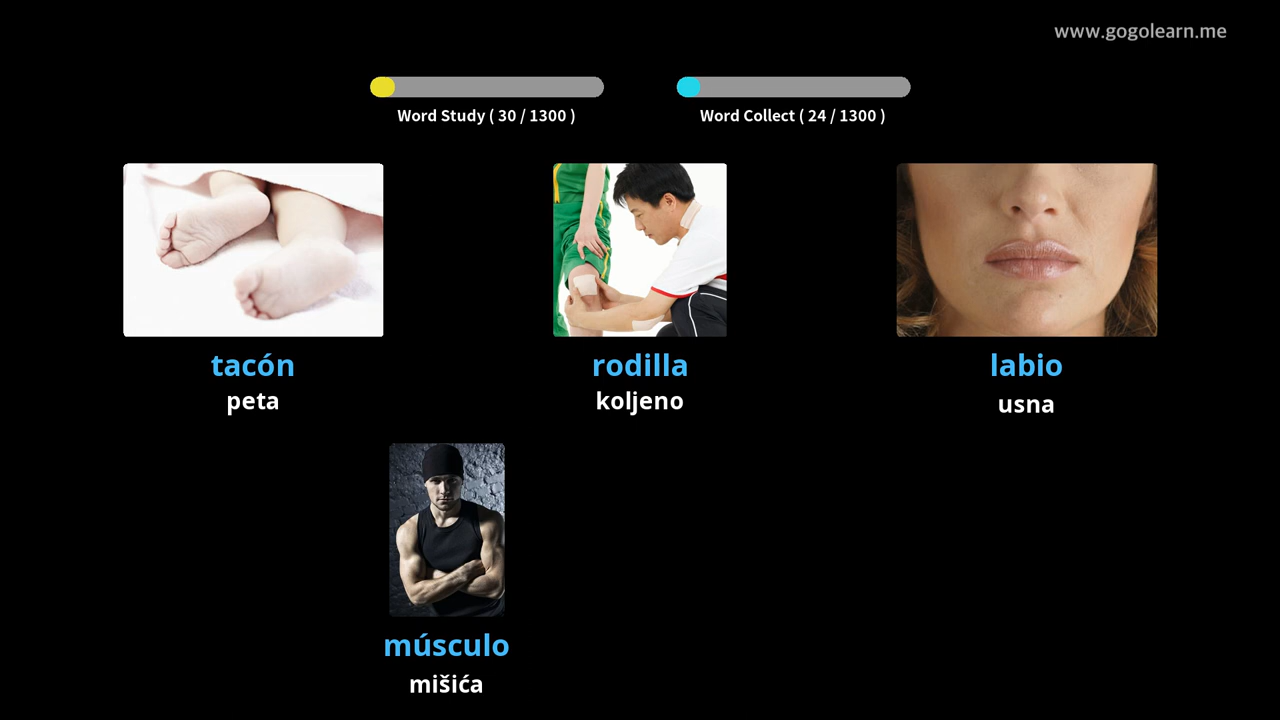 www.gogolearn.me
Word Study ( 30 / 1300 )
Word Collect ( 24 / 1300 )
tacón
peta
rodilla
koljeno
labio
usna
músculo
mišića